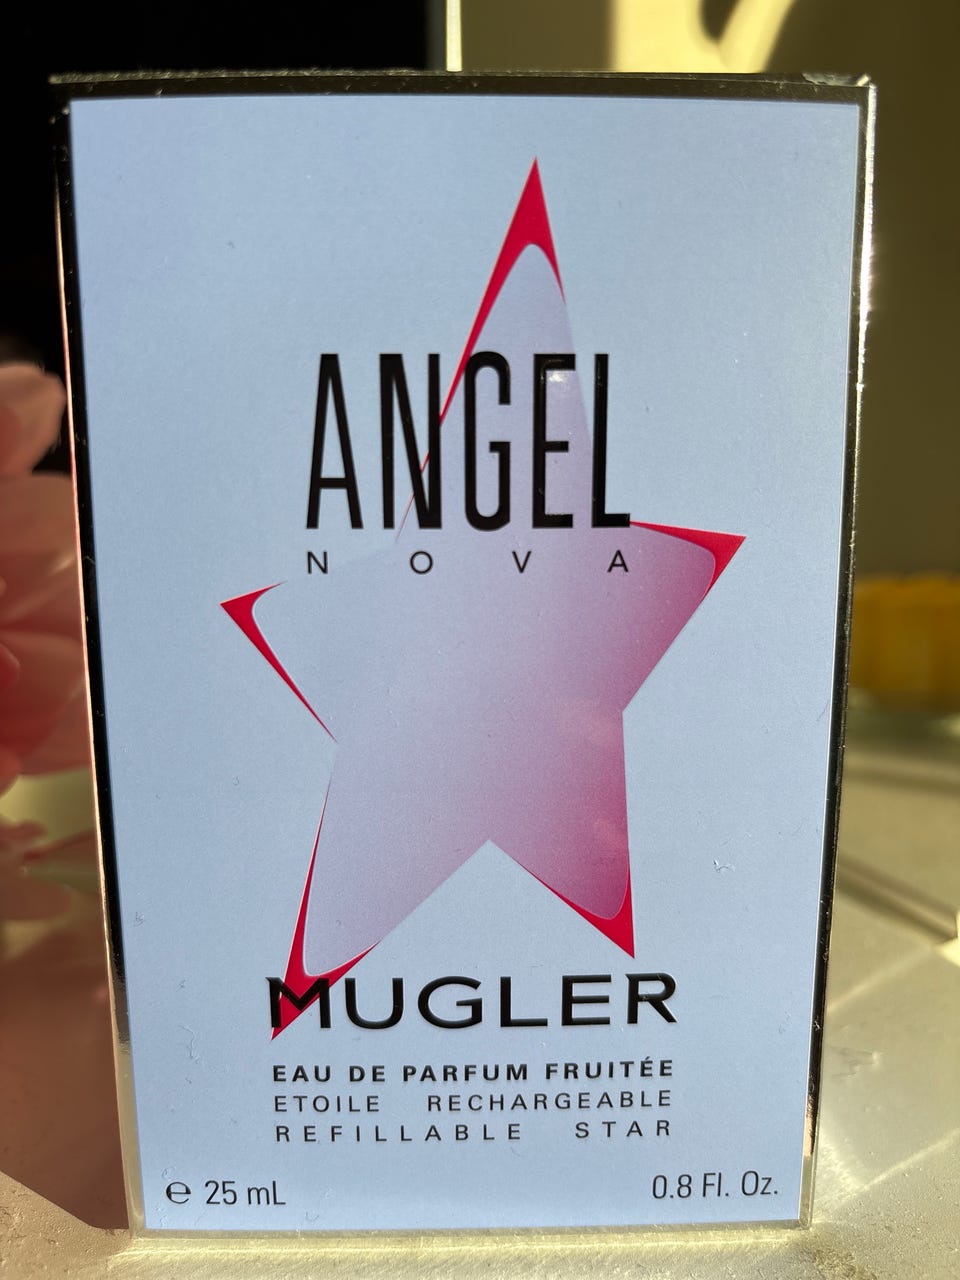 ANGEL
NOVA
MUGLER
EAU DE PARFUM FRUITÉE
ETOILE RECHARGEABLE
REFILLABLE STAR
℮ 25 mL 0.8 Fl. Oz.